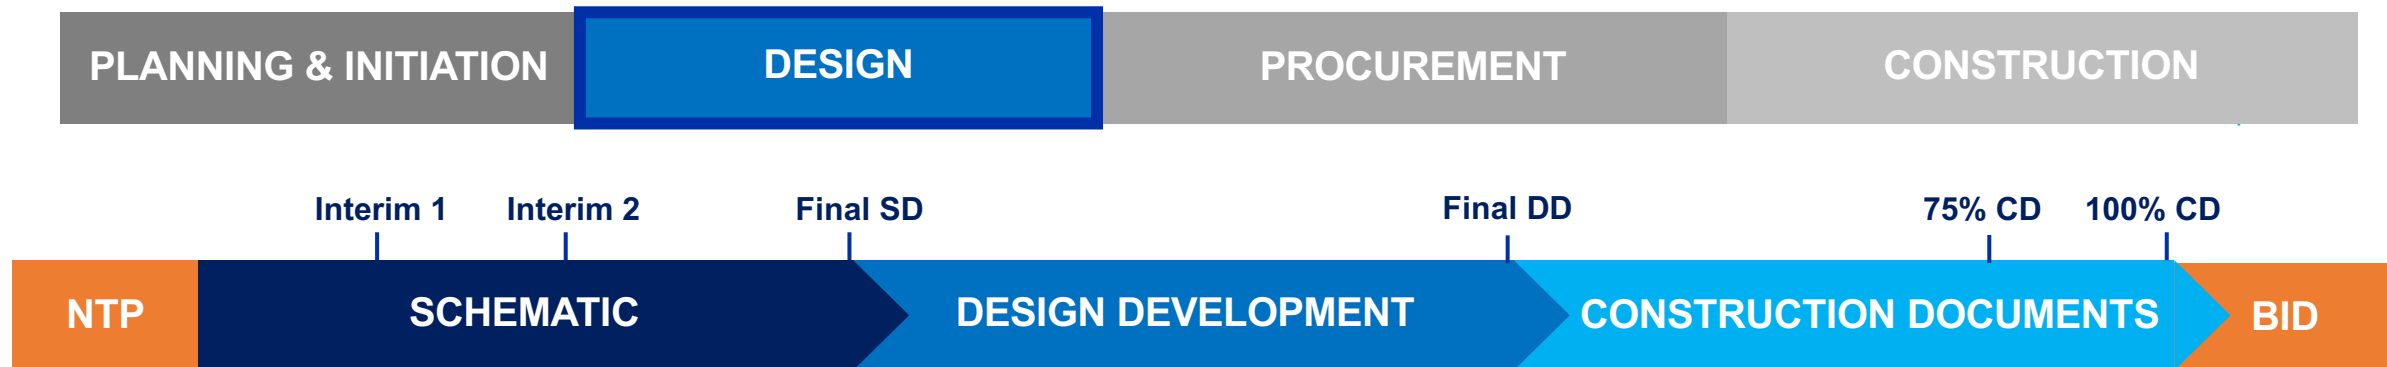 PLANNING & INITIATION
DESIGN
PROCUREMENT
CONSTRUCTION
Interim 1
Interim 2
Final SD
Final DD
75% CD
100% CD
NTP
SCHEMATIC
DESIGN DEVELOPMENT
CONSTRUCTION DOCUMENTS
BID